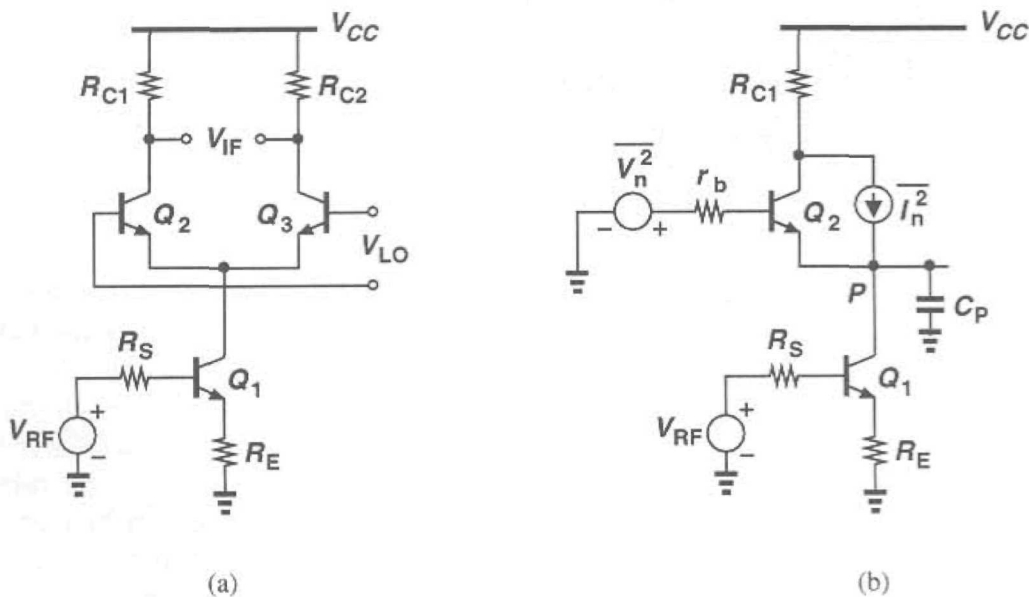 V_CC
R_C1
R_C2
V_IF
Q_2
Q_3
V_LO
R_S
Q_1
V_RF
+
−
R_E
(a)
V_CC
R_C1
V_n^2
r_b
− +
Q_2
I_n^2
P
C_P
R_S
Q_1
V_RF
+
−
R_E
(b)